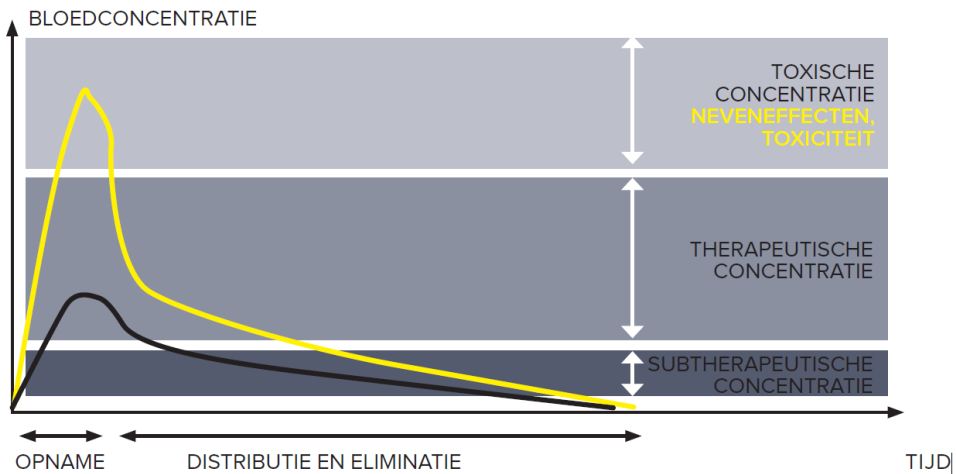 BLOEDCONCENTRATIE
TOXISCHE
CONCENTRATIE
NEVENEFFECTEN,
TOXICITEIT
THERAPEUTISCHE
CONCENTRATIE
SUBTHERAPEUTISCHE
CONCENTRATIE
OPNAME
DISTRIBUTIE EN ELIMINATIE
TIJD